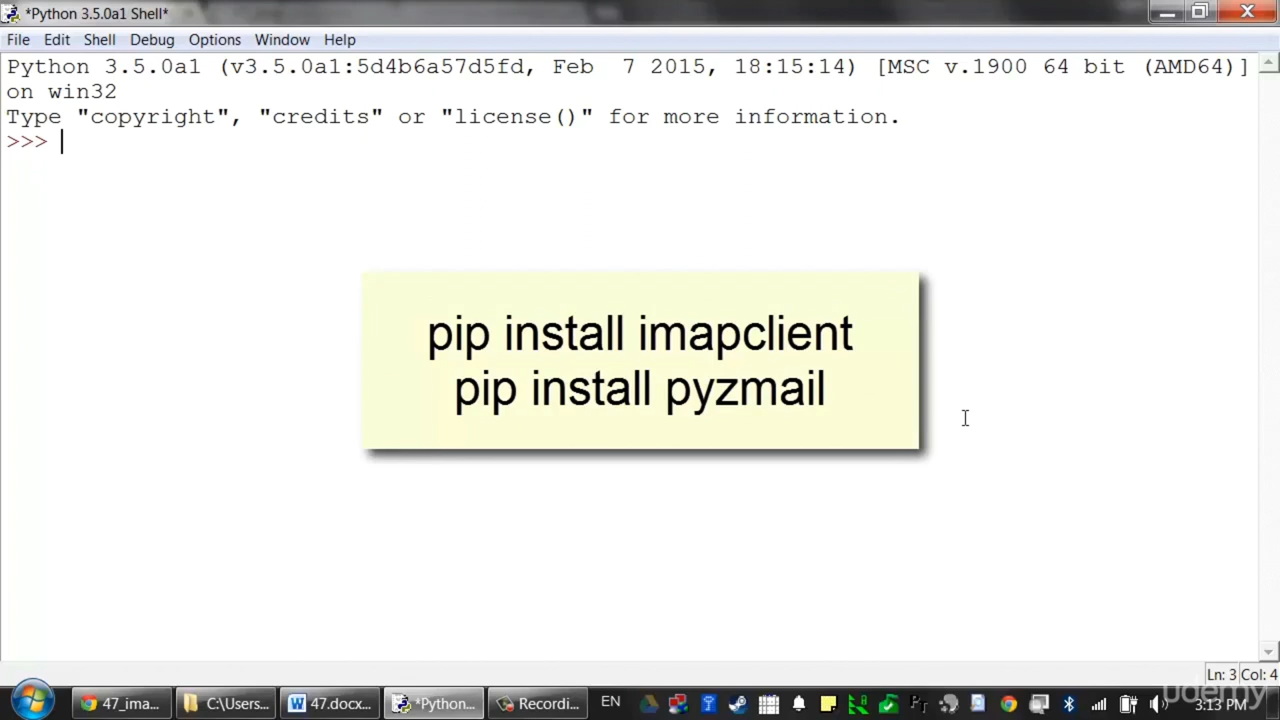 *Python 3.5.0a1 Shell*
File Edit Shell Debug Options Window Help
Python 3.5.0a1 (v3.5.0a1:5d4b6a57d5fd, Feb  7 2015, 18:15:14) [MSC v.1900 64 bit (AMD64)]
on win32
Type "copyright", "credits" or "license()" for more information.
>>>
pip install imapclient
pip install pyzmail
Ln: 3 Col: 4
47_ima... C:\Users... 47.docx... *Python... Recordi... EN 3:13 PM
udemy